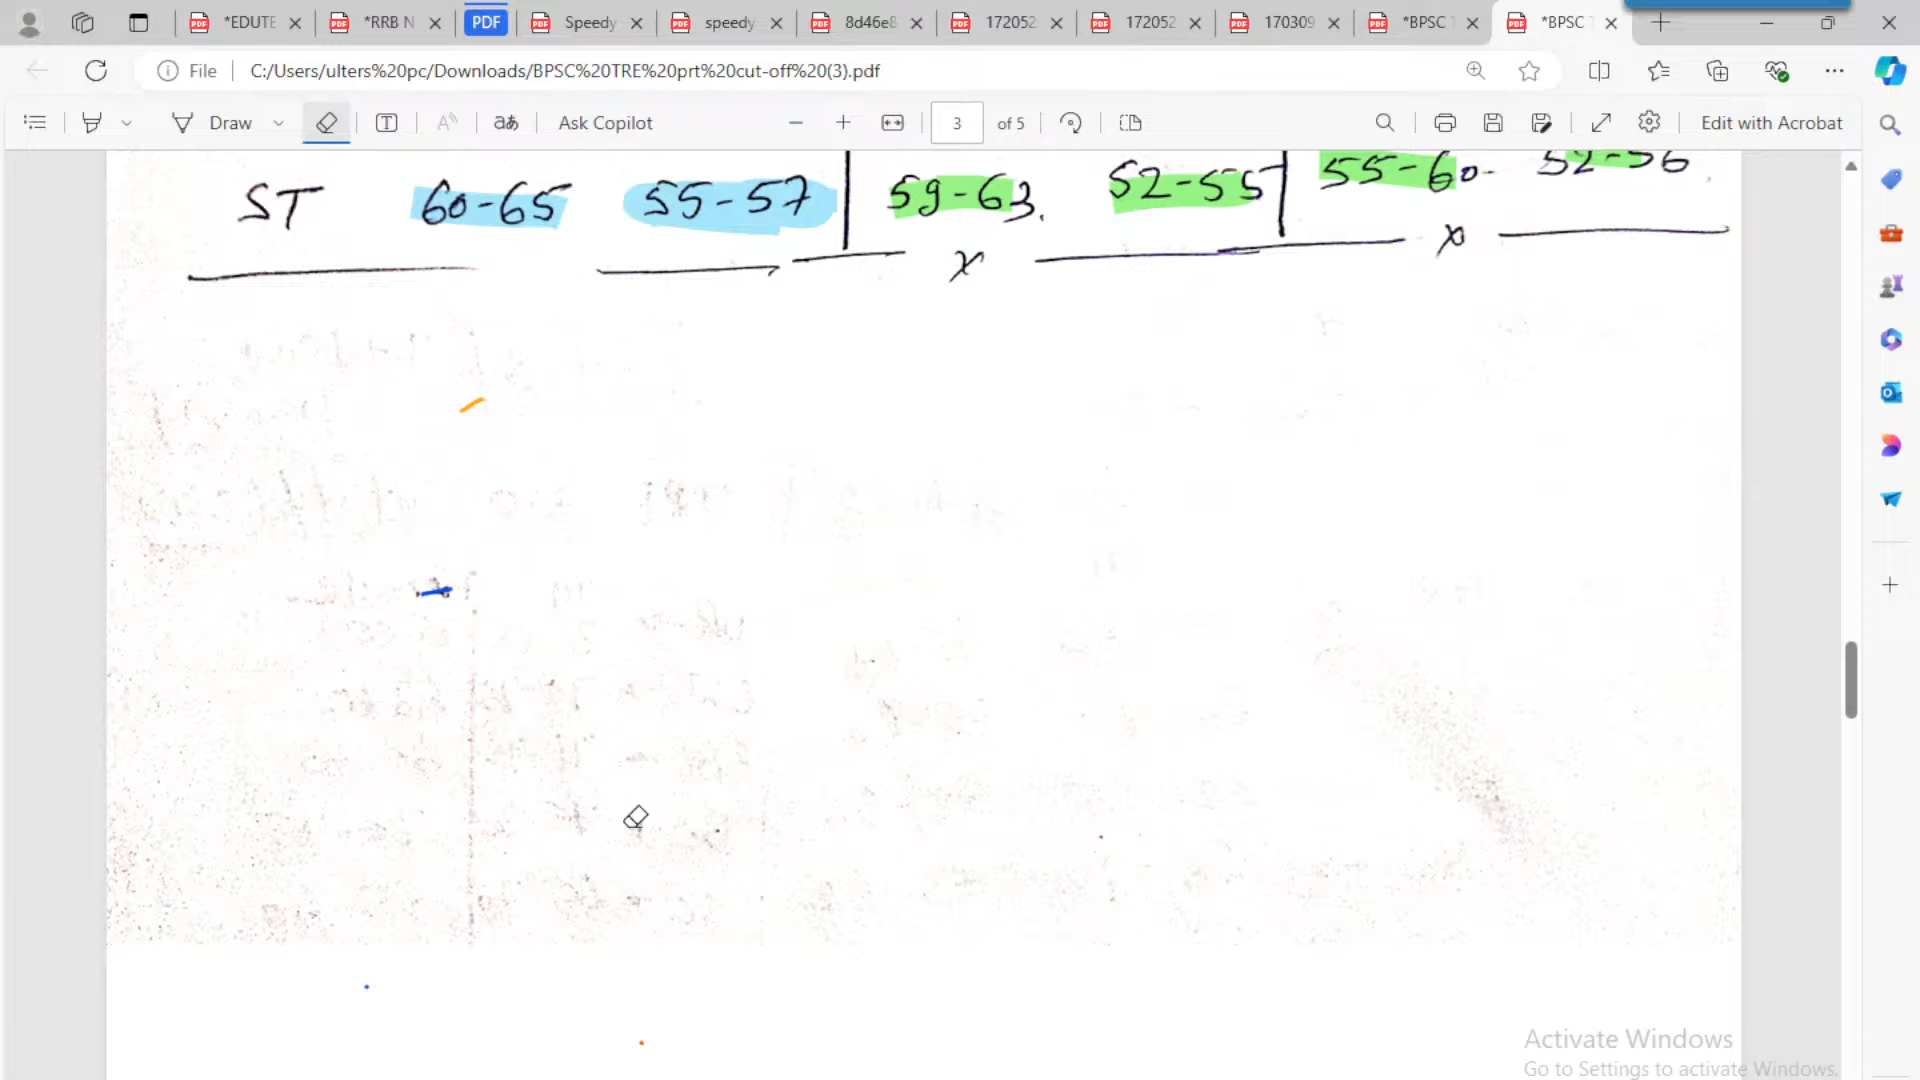 *EDUTE
*RRB N
PDF
Speedy
speedy
8d46e8
172052
172052
170309
*BPSC T
*BPSC T
File
C:/Users/ulters%20pc/Downloads/BPSC%20TRE%20prt%20cut-off%20(3).pdf
Draw
Ask Copilot
3 of 5
Edit with Acrobat
ST 60-65 55-57 59-63. 52-55 55-60-
x x
Activate Windows
Go to Settings to activate Windows.